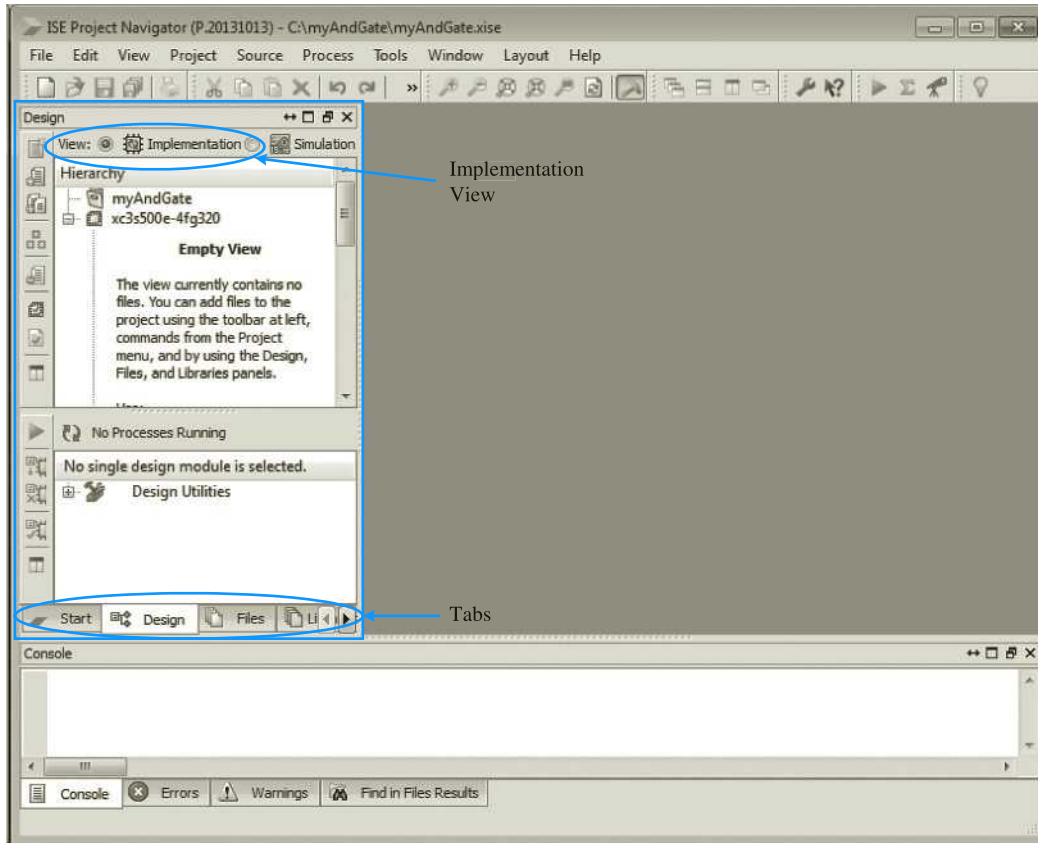 ISE Project Navigator (P.20131013) - C:\myAndGate\myAndGate.xise
File Edit View Project Source Process Tools Window Layout Help
»
Design
View: Implementation Simulation
Hierarchy
myAndGate
xc3s500e-4fg320
Empty View
The view currently contains no
files. You can add files to the
project using the toolbar at left,
commands from the Project
menu, and by using the Design,
Files, and Libraries panels.
No Processes Running
No single design module is selected.
Design Utilities
Start Design Files Li
Implementation
View
Tabs
Console
Console Errors Warnings Find in Files Results